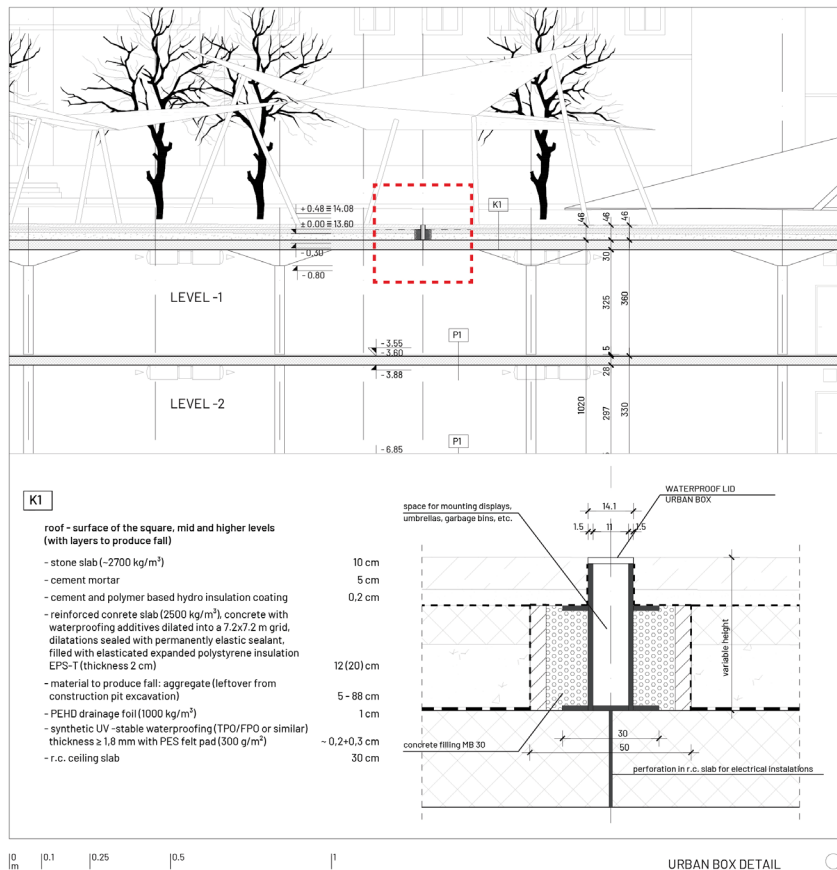 + 0.48 ≡ 14.08
± 0.00 ≡ 13.60
- 0,30
- 0.80
K1
46
46
46
30
325
360
LEVEL -1
P1
- 3.55
- 3.60
- 3.88
5
28
LEVEL -2
1020
297
330
P1
- 6.85
K1
roof - surface of the square, mid and higher levels
(with layers to produce fall)
- stone slab (~2700 kg/m³) 10 cm
- cement mortar 5 cm
- cement and polymer based hydro insulation coating 0,2 cm
- reinforced conrete slab (2500 kg/m³), concrete with
waterproofing additives dilated into a 7.2x7.2 m grid,
dilatations sealed with permanently elastic sealant,
filled with elasticated expanded polystyrene insulation
EPS-T (thickness 2 cm) 12 (20) cm
- material to produce fall: aggregate (leftover from
construction pit excavation) 5 - 88 cm
- PEHD drainage foil (1000 kg/m³) 1 cm
- synthetic UV -stable waterproofing (TPO/FPO or similar)
thickness ≥ 1,8 mm with PES felt pad (300 g/m²) ~ 0,2+0,3 cm
- r.c. ceiling slab 30 cm
WATERPROOF LID
URBAN BOX
space for mounting displays,
umbrellas, garbage bins, etc.
14.1
1.5 11 1.5
variable height
concrete filling MB 30
30
50
perforation in r.c. slab for electrical instalations
0 0.1 0.25 0.5 1
m
URBAN BOX DETAIL